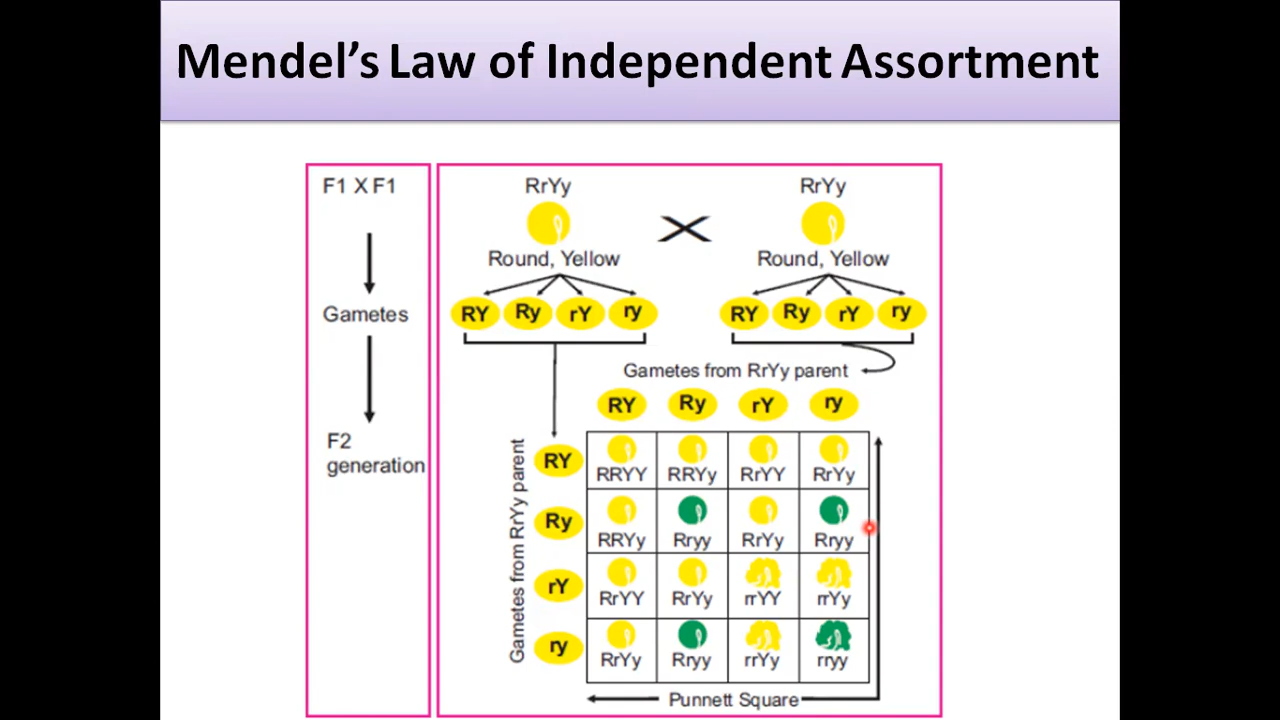 Mendel's Law of Independent Assortment
F1 X F1
Gametes
F2
generation
RrYy
RrYy
Round, Yellow
Round, Yellow
RY Ry rY ry
RY Ry rY ry
Gametes from RrYy parent
RY Ry rY ry
Gametes from RrYy parent
RY
RRYY RRYy RrYY RrYy
Ry
RRYy Rryy RrYy Rryy
rY
RrYY RrYy rrYY rrYy
ry
RrYy Rryy rrYy rryy
Punnett Square